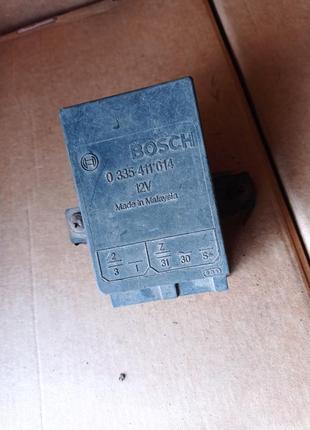 BOSCH
0 335 411 014
12V
Made in Malaysia
2 Z
3 1 31 30 S*